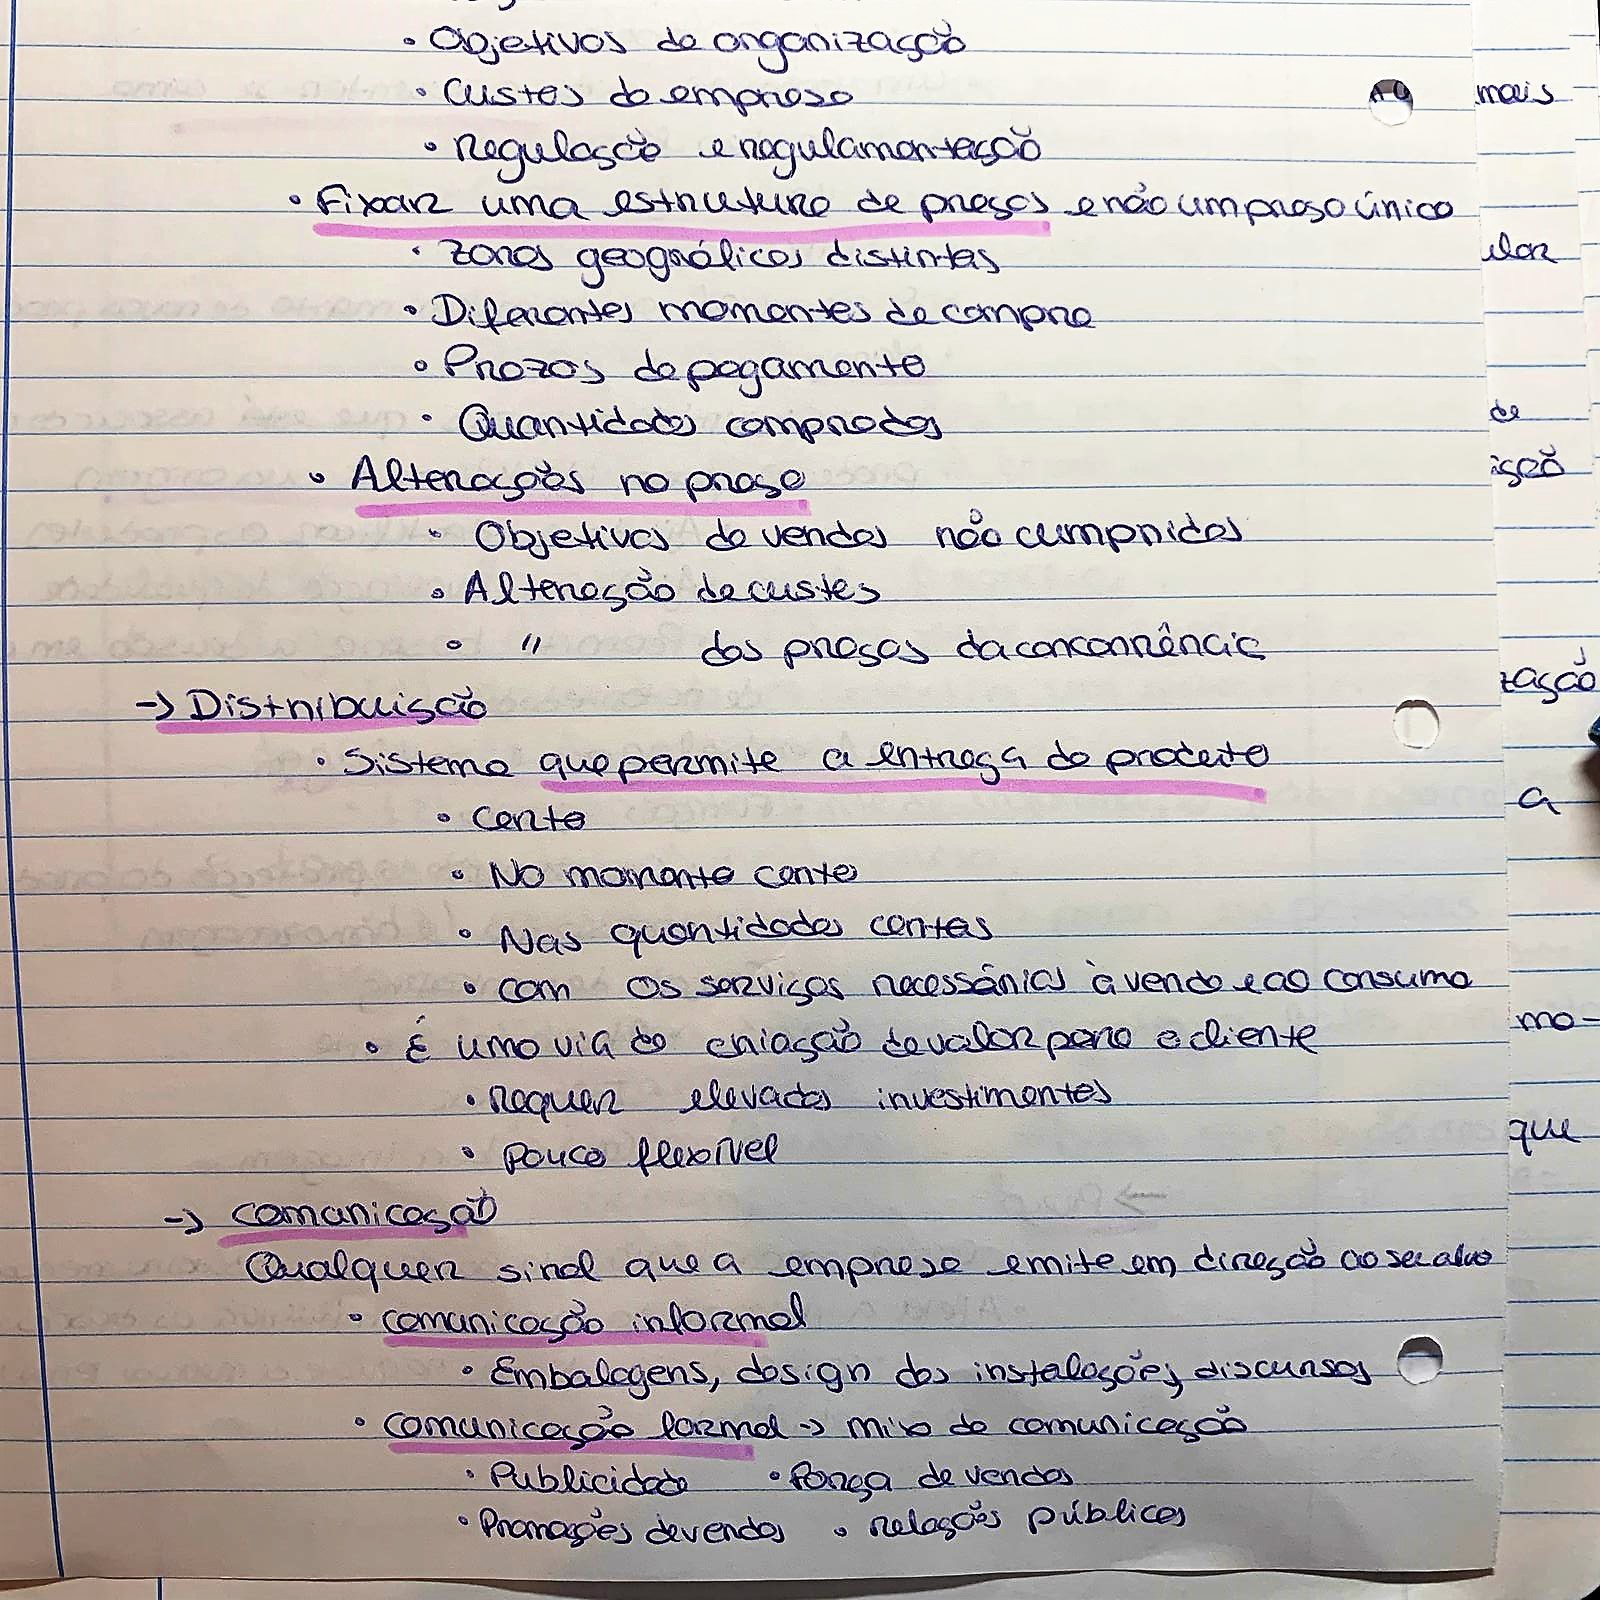 • Objetivos da organização
• Custos da empresa
• Regulação e regulamentação
• Fixar uma estrutura de preços e não um preço único
• Zonas geográficas distintas
• Diferentes momentos de compra
• Prazos de pagamento
• Quantidades compradas
• Alterações no preço
• Objetivos de vendas não cumpridos
• Alteração de custos
• " dos preços da concorrência
-> Distribuição
• Sistema que permite a entrega do produto
• Certo
• No momento certo
• Nas quantidades certas
• Com os serviços necessários à venda e ao consumo
• É uma via de criação de valor para o cliente
• Requer elevados investimentos
• Pouco flexível
-> Comunicação
Qualquer sinal que a empresa emite em direção ao seu alvo
• Comunicação informal
• Embalagens, design das instalações, discursos
• Comunicação formal -> mix da comunicação
• Publicidade • Força de vendas
• Promoções de vendas • Relações públicas
mais
ular
de
zação
a
mo-
que